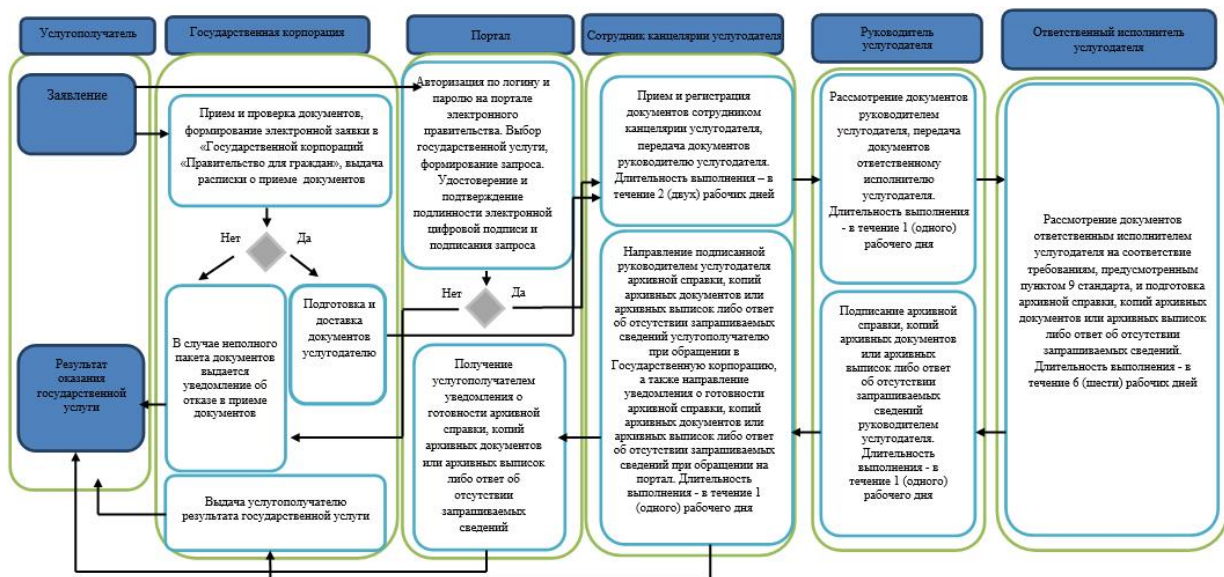 Услугополучатель
Государственная корпорация
Портал
Сотрудник канцелярии услугодателя
Руководитель
услугодателя
Ответственный исполнитель
услугодателя
Заявление
Прием и проверка документов,
формирование электронной заявки в
«Государственной корпораций
«Правительство для граждан», выдача
расписки о приеме документов
Нет
Да
В случае неполного
пакета документов
выдается
уведомление об
отказе в приеме
документов
Подготовка и
доставка
документов
услугодателю
Результат
оказания
государственной
услуги
Выдача услугополучателю
результата государственной услуги
Авторизация по логину и
паролю на портале
электронного
правительства. Выбор
государственной услуги,
формирование запроса.
Удостоверение и
подтверждение
подлинности электронной
цифровой подписи и
подписания запроса
Нет
Да
Получение
услугополучателем
уведомления о
готовности архивной
справки, копий
архивных документов
или архивных выписок
либо ответ об
отсутствии
запрашиваемых
сведений
Прием и регистрация
документов сотрудником
канцелярии услугодателя,
передача документов
руководителю услугодателя.
Длительность выполнения – в
течение 2 (двух) рабочих дней
Направление подписанной
руководителем услугодателя
архивной справки, копий
архивных документов или
архивных выписок либо ответ
об отсутствии запрашиваемых
сведений услугополучателю
при обращении в
Государственную корпорацию,
а также направление
уведомления о готовности
архивной справки, копий
архивных документов или
архивных выписок либо ответ
об отсутствии запрашиваемых
сведений при обращении на
портал. Длительность
выполнения - в течение 1
(одного) рабочего дня
Рассмотрение документов
руководителем
услугодателя, передача
документов
ответственному
исполнителю
услугодателя.
Длительность выполнения
- в течение 1 (одного)
рабочего дня
Подписание архивной
справки, копий
архивных документов
или архивных
выписок либо ответ об
отсутствии
запрашиваемых
сведений
руководителем
услугодателя.
Длительность
выполнения - в
течение 1 (одного)
рабочего дня
Рассмотрение документов
ответственным исполнителем
услугодателя на соответствие
требованиям, предусмотренным
пунктом 9 стандарта, и подготовка
архивной справки, копий архивных
документов или архивных выписок
либо ответ об отсутствии
запрашиваемых сведений.
Длительность выполнения - в
течение 6 (шести) рабочих дней